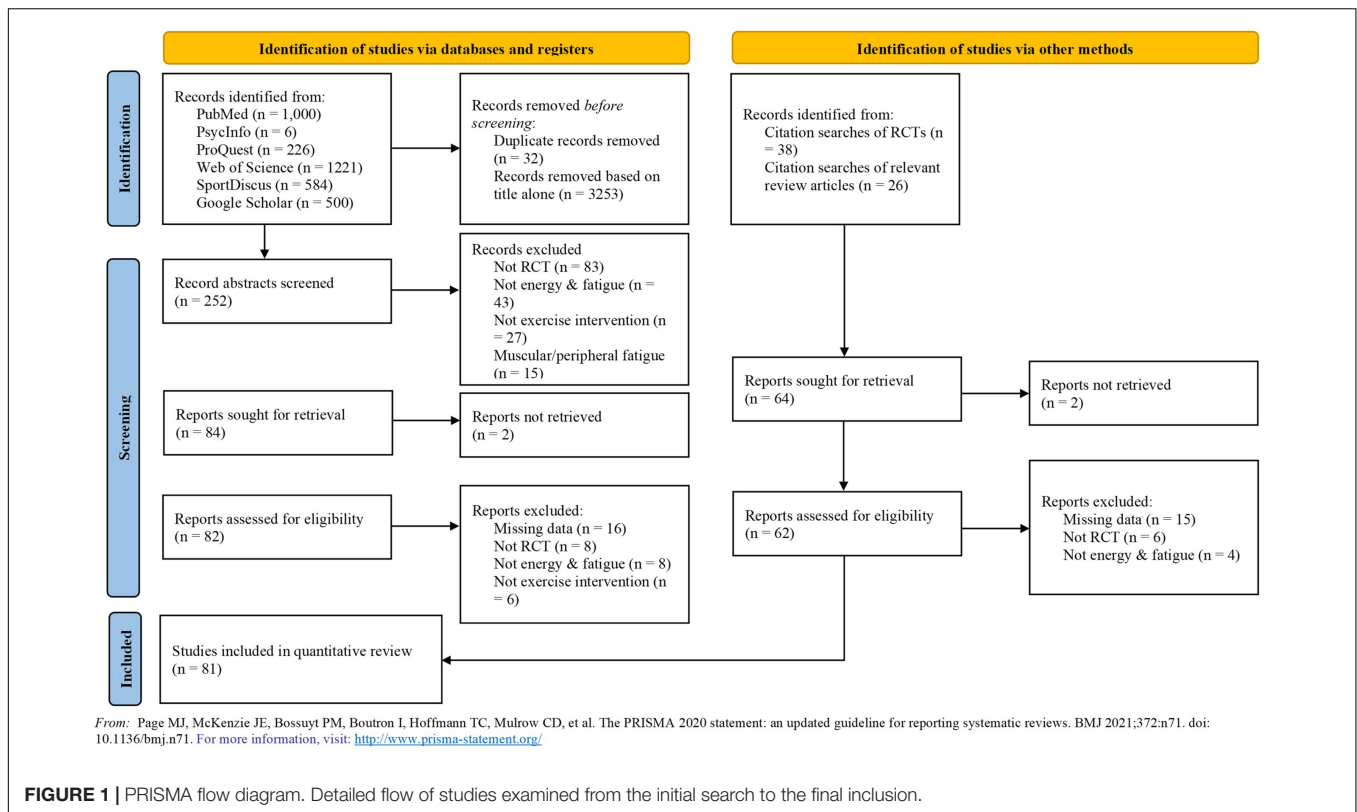 Identification of studies via databases and registers
Identification of studies via other methods
Identification
Records identified from:
PubMed (n = 1,000)
PsycInfo (n = 6)
ProQuest (n = 226)
Web of Science (n = 1221)
SportDiscus (n = 584)
Google Scholar (n = 500)
Records removed before
screening:
Duplicate records removed
(n = 32)
Records removed based on
title alone (n = 3253)
Records identified from:
Citation searches of RCTs (n
= 38)
Citation searches of relevant
review articles (n = 26)
Screening
Record abstracts screened
(n = 252)
Records excluded
Not RCT (n = 83)
Not energy & fatigue (n =
43)
Not exercise intervention (n
= 27)
Muscular/peripheral fatigue
(n = 15)
Reports sought for retrieval
(n = 84)
Reports not retrieved
(n = 2)
Reports sought for retrieval
(n = 64)
Reports not retrieved
(n = 2)
Reports assessed for eligibility
(n = 82)
Reports excluded:
Missing data (n = 16)
Not RCT (n = 8)
Not energy & fatigue (n = 8)
Not exercise intervention (n
= 6)
Reports assessed for eligibility
(n = 62)
Reports excluded:
Missing data (n = 15)
Not RCT (n = 6)
Not energy & fatigue (n = 4)
Included
Studies included in quantitative review
(n = 81)
From: Page MJ, McKenzie JE, Bossuyt PM, Boutron I, Hoffmann TC, Mulrow CD, et al. The PRISMA 2020 statement: an updated guideline for reporting systematic reviews. BMJ 2021;372:n71. doi:
10.1136/bmj.n71. For more information, visit: http://www.prisma-statement.org/
FIGURE 1 | PRISMA flow diagram. Detailed flow of studies examined from the initial search to the final inclusion.